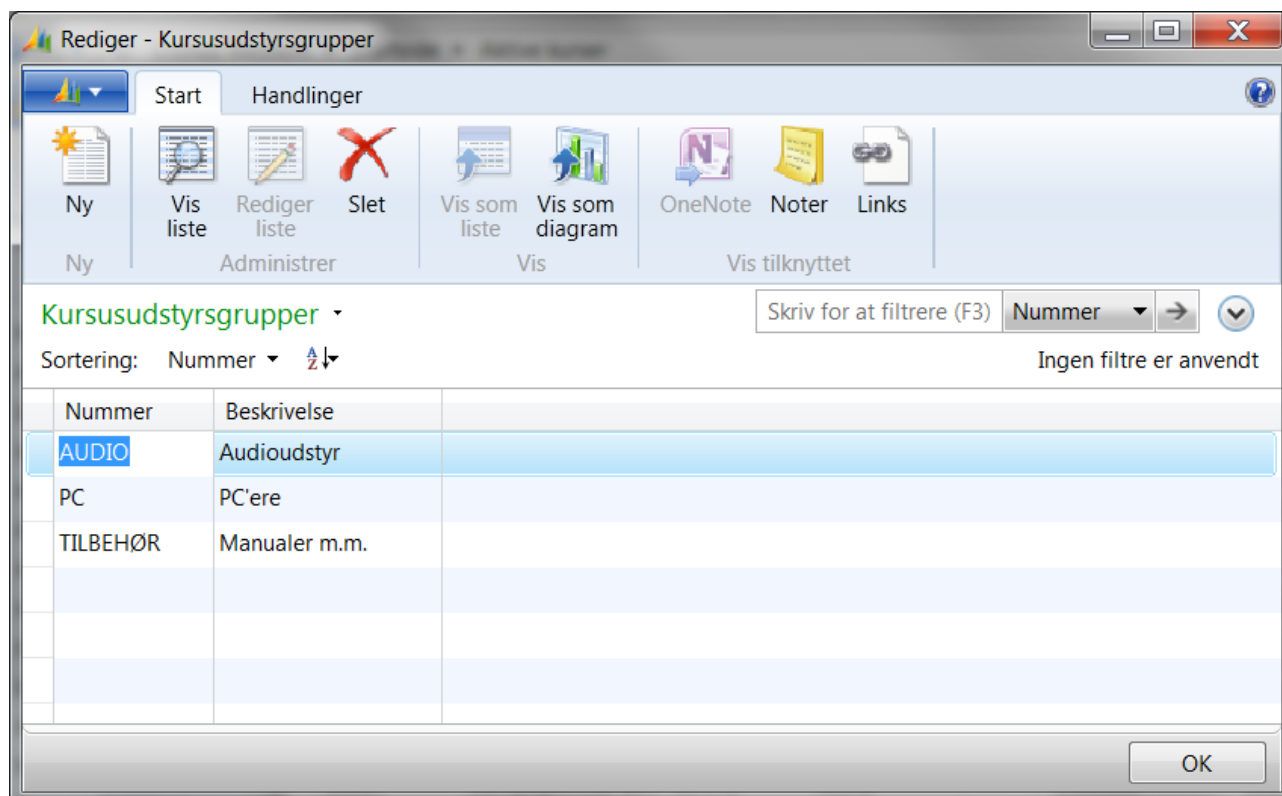 Rediger - Kursusudstyrsgrupper
Start Handlinger
Ny Vis liste Rediger liste Slet Vis som liste Vis som diagram OneNote Noter Links
Ny Administrer Vis Vis tilknyttet
Kursusudstyrsgrupper Skriv for at filtrere (F3) Nummer
Sortering: Nummer Ingen filtre er anvendt
Nummer Beskrivelse
AUDIO Audioudstyr
PC PC'ere
TILBEHØR Manualer m.m.
OK